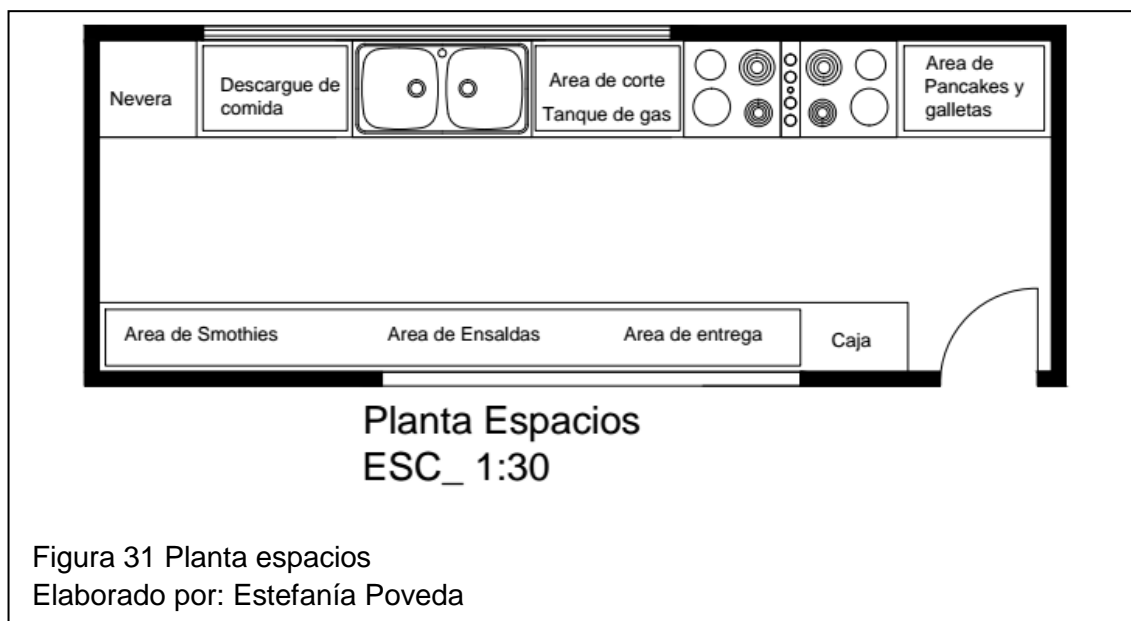 Nevera
Descargue de
comida
Area de corte
Tanque de gas
Area de
Pancakes y
galletas
Area de Smothies
Area de Ensaldas
Area de entrega
Caja
Planta Espacios
ESC_ 1:30
Figura 31 Planta espacios
Elaborado por: Estefanía Poveda